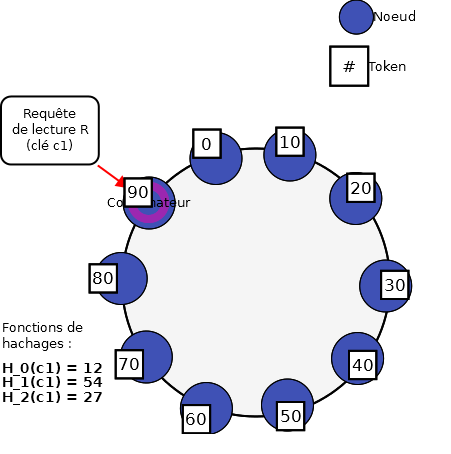 Noeud
# Token
Requête
de lecture R
(clé c1)
0
10
90
20
Coordinateur
80
30
Fonctions de
hachages :
H_0(c1) = 12
H_1(c1) = 54
H_2(c1) = 27
70
40
60
50